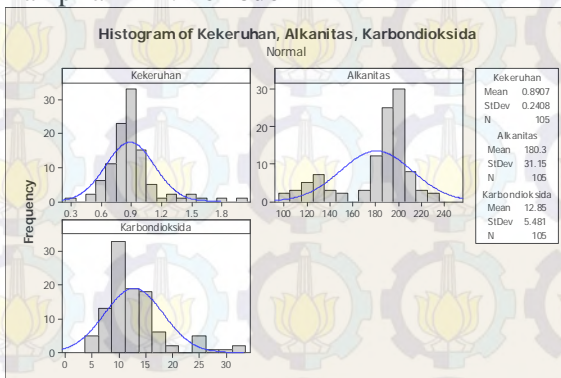 Histogram of Kekeruhan, Alkanitas, Karbondioksida
Normal
Kekeruhan
30
20
10
0
0.3 0.6 0.9 1.2 1.5 1.8
Alkanitas
30
20
10
0
100 120 140 160 180 200 220 240
Karbondioksida
30
20
10
0
0 5 10 15 20 25 30
Frequency
Kekeruhan
Mean 0.8907
StDev 0.2408
N 105
Alkanitas
Mean 180.3
StDev 31.15
N 105
Karbondioksida
Mean 12.85
StDev 5.481
N 105